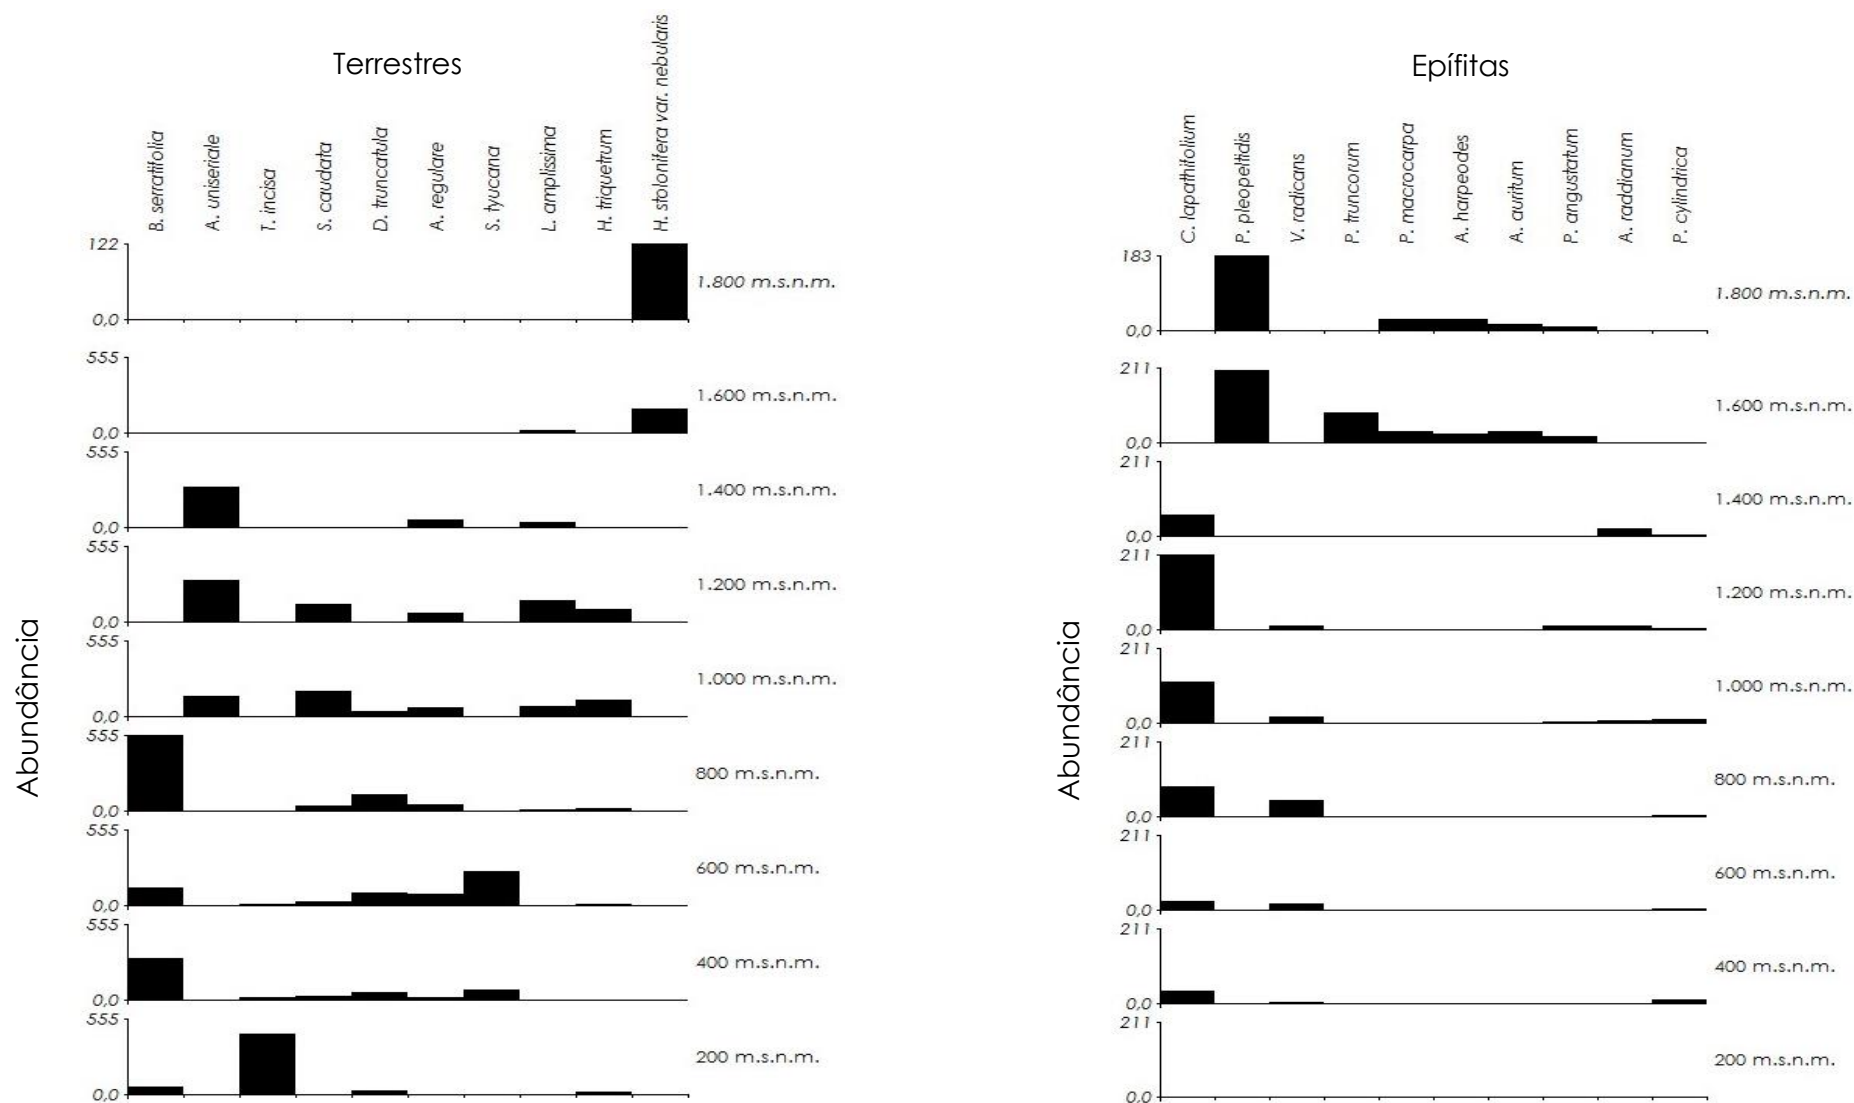 Terrestres
B. serratifolia
A. uniseriale
T. incisa
S. caudata
D. truncatula
A. regulare
S. tyucana
L. amplissima
H. triquetrum
H. stolonifera var. nebularis
122
0,0
1.800 m.s.n.m.
555
0,0
1.600 m.s.n.m.
555
0,0
1.400 m.s.n.m.
555
0,0
1.200 m.s.n.m.
555
0,0
1.000 m.s.n.m.
555
0,0
800 m.s.n.m.
555
0,0
600 m.s.n.m.
555
0,0
400 m.s.n.m.
555
0,0
200 m.s.n.m.
Abundância
Epífitas
C. lapathifolium
P. pleopeltidis
V. radicans
P. truncorum
P. macrocarpa
A. harpeodes
A. auritum
P. angustatum
A. raddianum
P. cylindrica
183
0,0
1.800 m.s.n.m.
211
0,0
1.600 m.s.n.m.
211
0,0
1.400 m.s.n.m.
211
0,0
1.200 m.s.n.m.
211
0,0
1.000 m.s.n.m.
211
0,0
800 m.s.n.m.
211
0,0
600 m.s.n.m.
211
0,0
400 m.s.n.m.
211
0,0
200 m.s.n.m.
Abundância